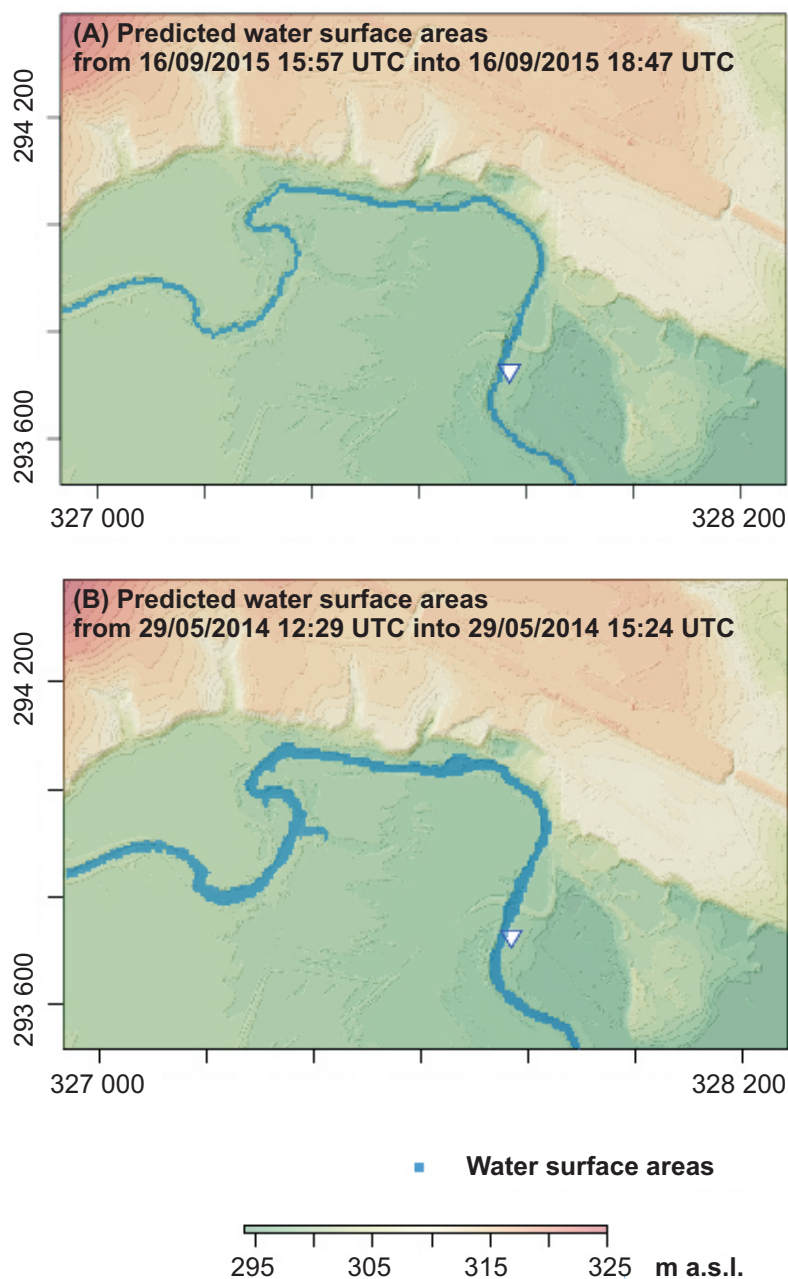 (A) Predicted water surface areas
from 16/09/2015 15:57 UTC into 16/09/2015 18:47 UTC
294 200
293 600
327 000
328 200
(B) Predicted water surface areas
from 29/05/2014 12:29 UTC into 29/05/2014 15:24 UTC
294 200
293 600
327 000
328 200
Water surface areas
295 305 315 325 m a.s.l.